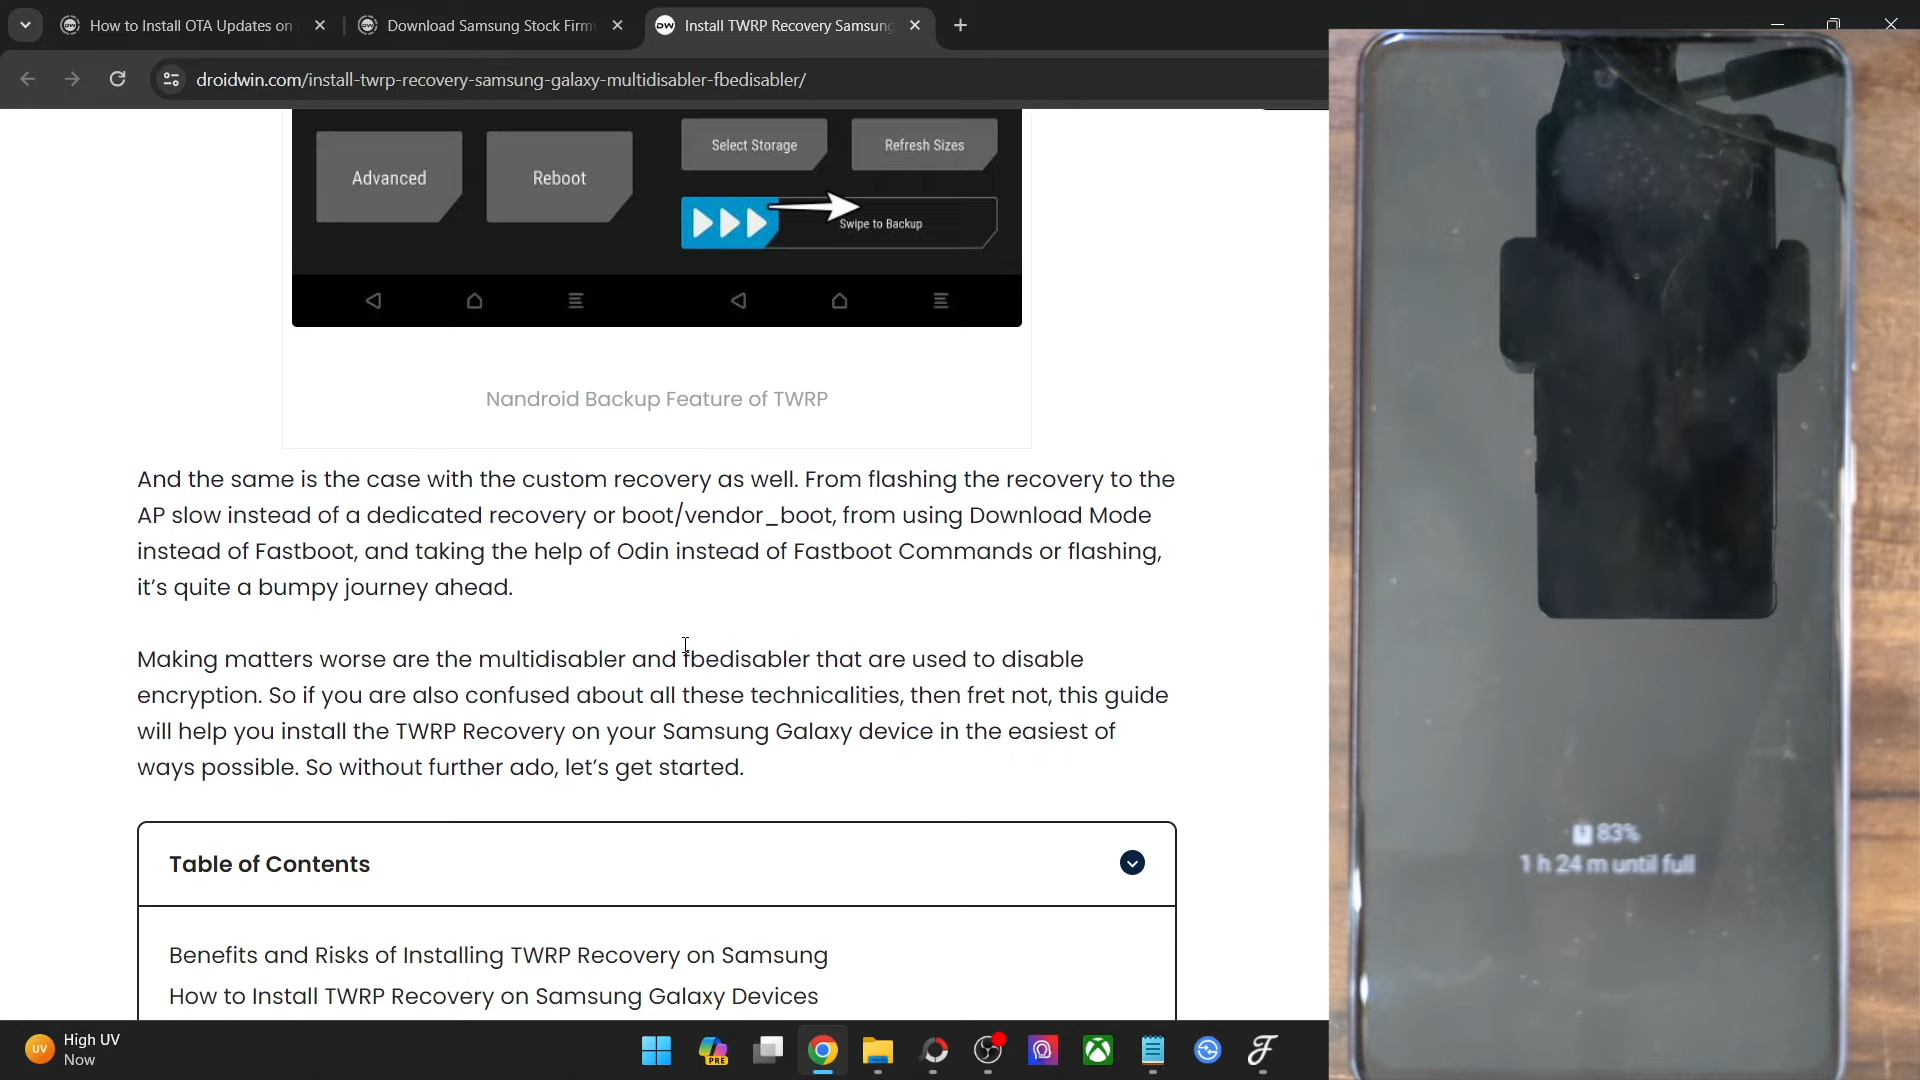 How to Install OTA Updates on
Download Samsung Stock Firm
DW
Install TWRP Recovery Samsung
droidwin.com/install-twrp-recovery-samsung-galaxy-multidisabler-fbedisabler/
Advanced
Reboot
Select Storage
Refresh Sizes
Swipe to Backup
Nandroid Backup Feature of TWRP
And the same is the case with the custom recovery as well. From flashing the recovery to the
AP slow instead of a dedicated recovery or boot/vendor_boot, from using Download Mode
instead of Fastboot, and taking the help of Odin instead of Fastboot Commands or flashing,
it's quite a bumpy journey ahead.
Making matters worse are the multidisabler and fbedisabler that are used to disable
encryption. So if you are also confused about all these technicalities, then fret not, this guide
will help you install the TWRP Recovery on your Samsung Galaxy device in the easiest of
ways possible. So without further ado, let's get started.
Table of Contents
Benefits and Risks of Installing TWRP Recovery on Samsung
How to Install TWRP Recovery on Samsung Galaxy Devices
83%
1 h 24 m until full
UV
High UV
Now
PRE